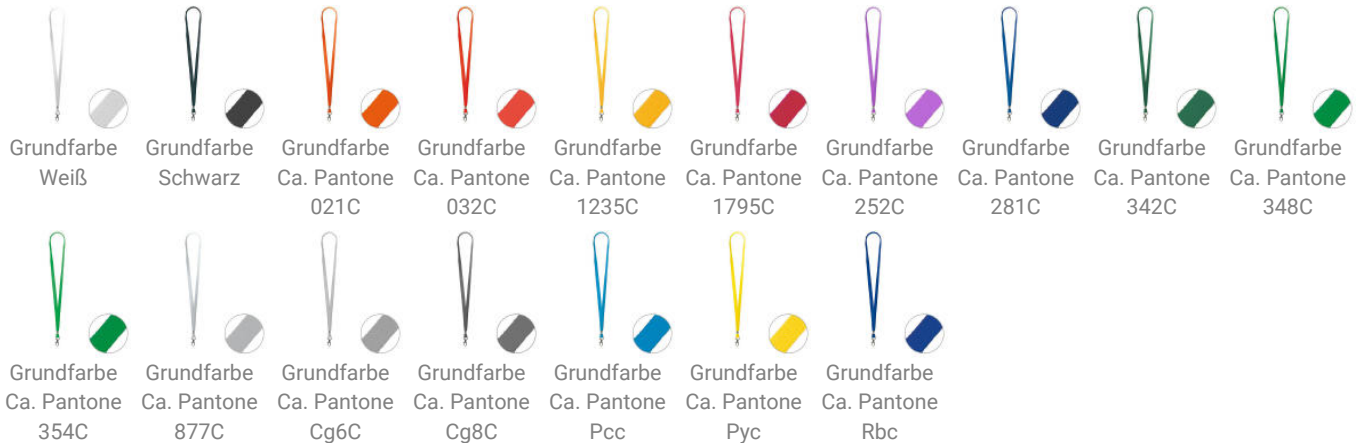 Grundfarbe Weiß
Grundfarbe Schwarz
Grundfarbe Ca. Pantone 021C
Grundfarbe Ca. Pantone 032C
Grundfarbe Ca. Pantone 1235C
Grundfarbe Ca. Pantone 1795C
Grundfarbe Ca. Pantone 252C
Grundfarbe Ca. Pantone 281C
Grundfarbe Ca. Pantone 342C
Grundfarbe Ca. Pantone 348C
Grundfarbe Ca. Pantone 354C
Grundfarbe Ca. Pantone 877C
Grundfarbe Ca. Pantone Cg6C
Grundfarbe Ca. Pantone Cg8C
Grundfarbe Ca. Pantone Pcc
Grundfarbe Ca. Pantone Pyc
Grundfarbe Ca. Pantone Rbc